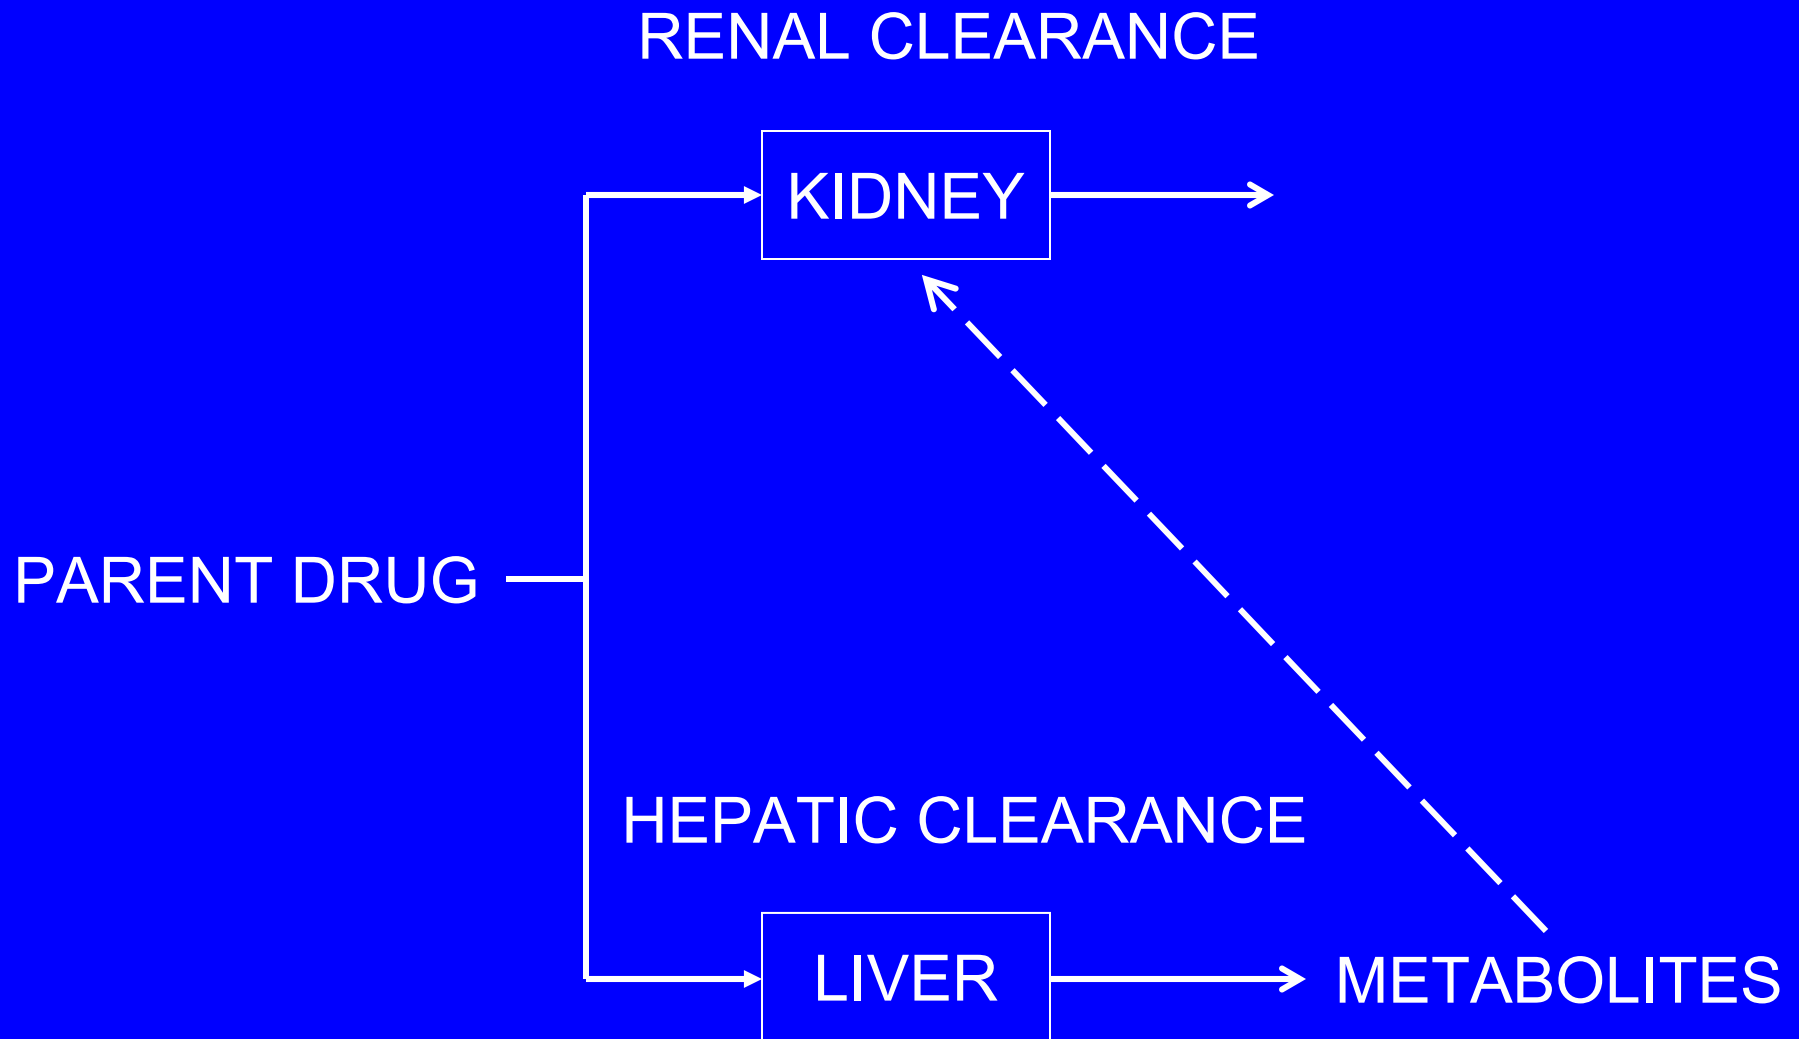 RENAL CLEARANCE
KIDNEY
PARENT DRUG
HEPATIC CLEARANCE
LIVER
METABOLITES